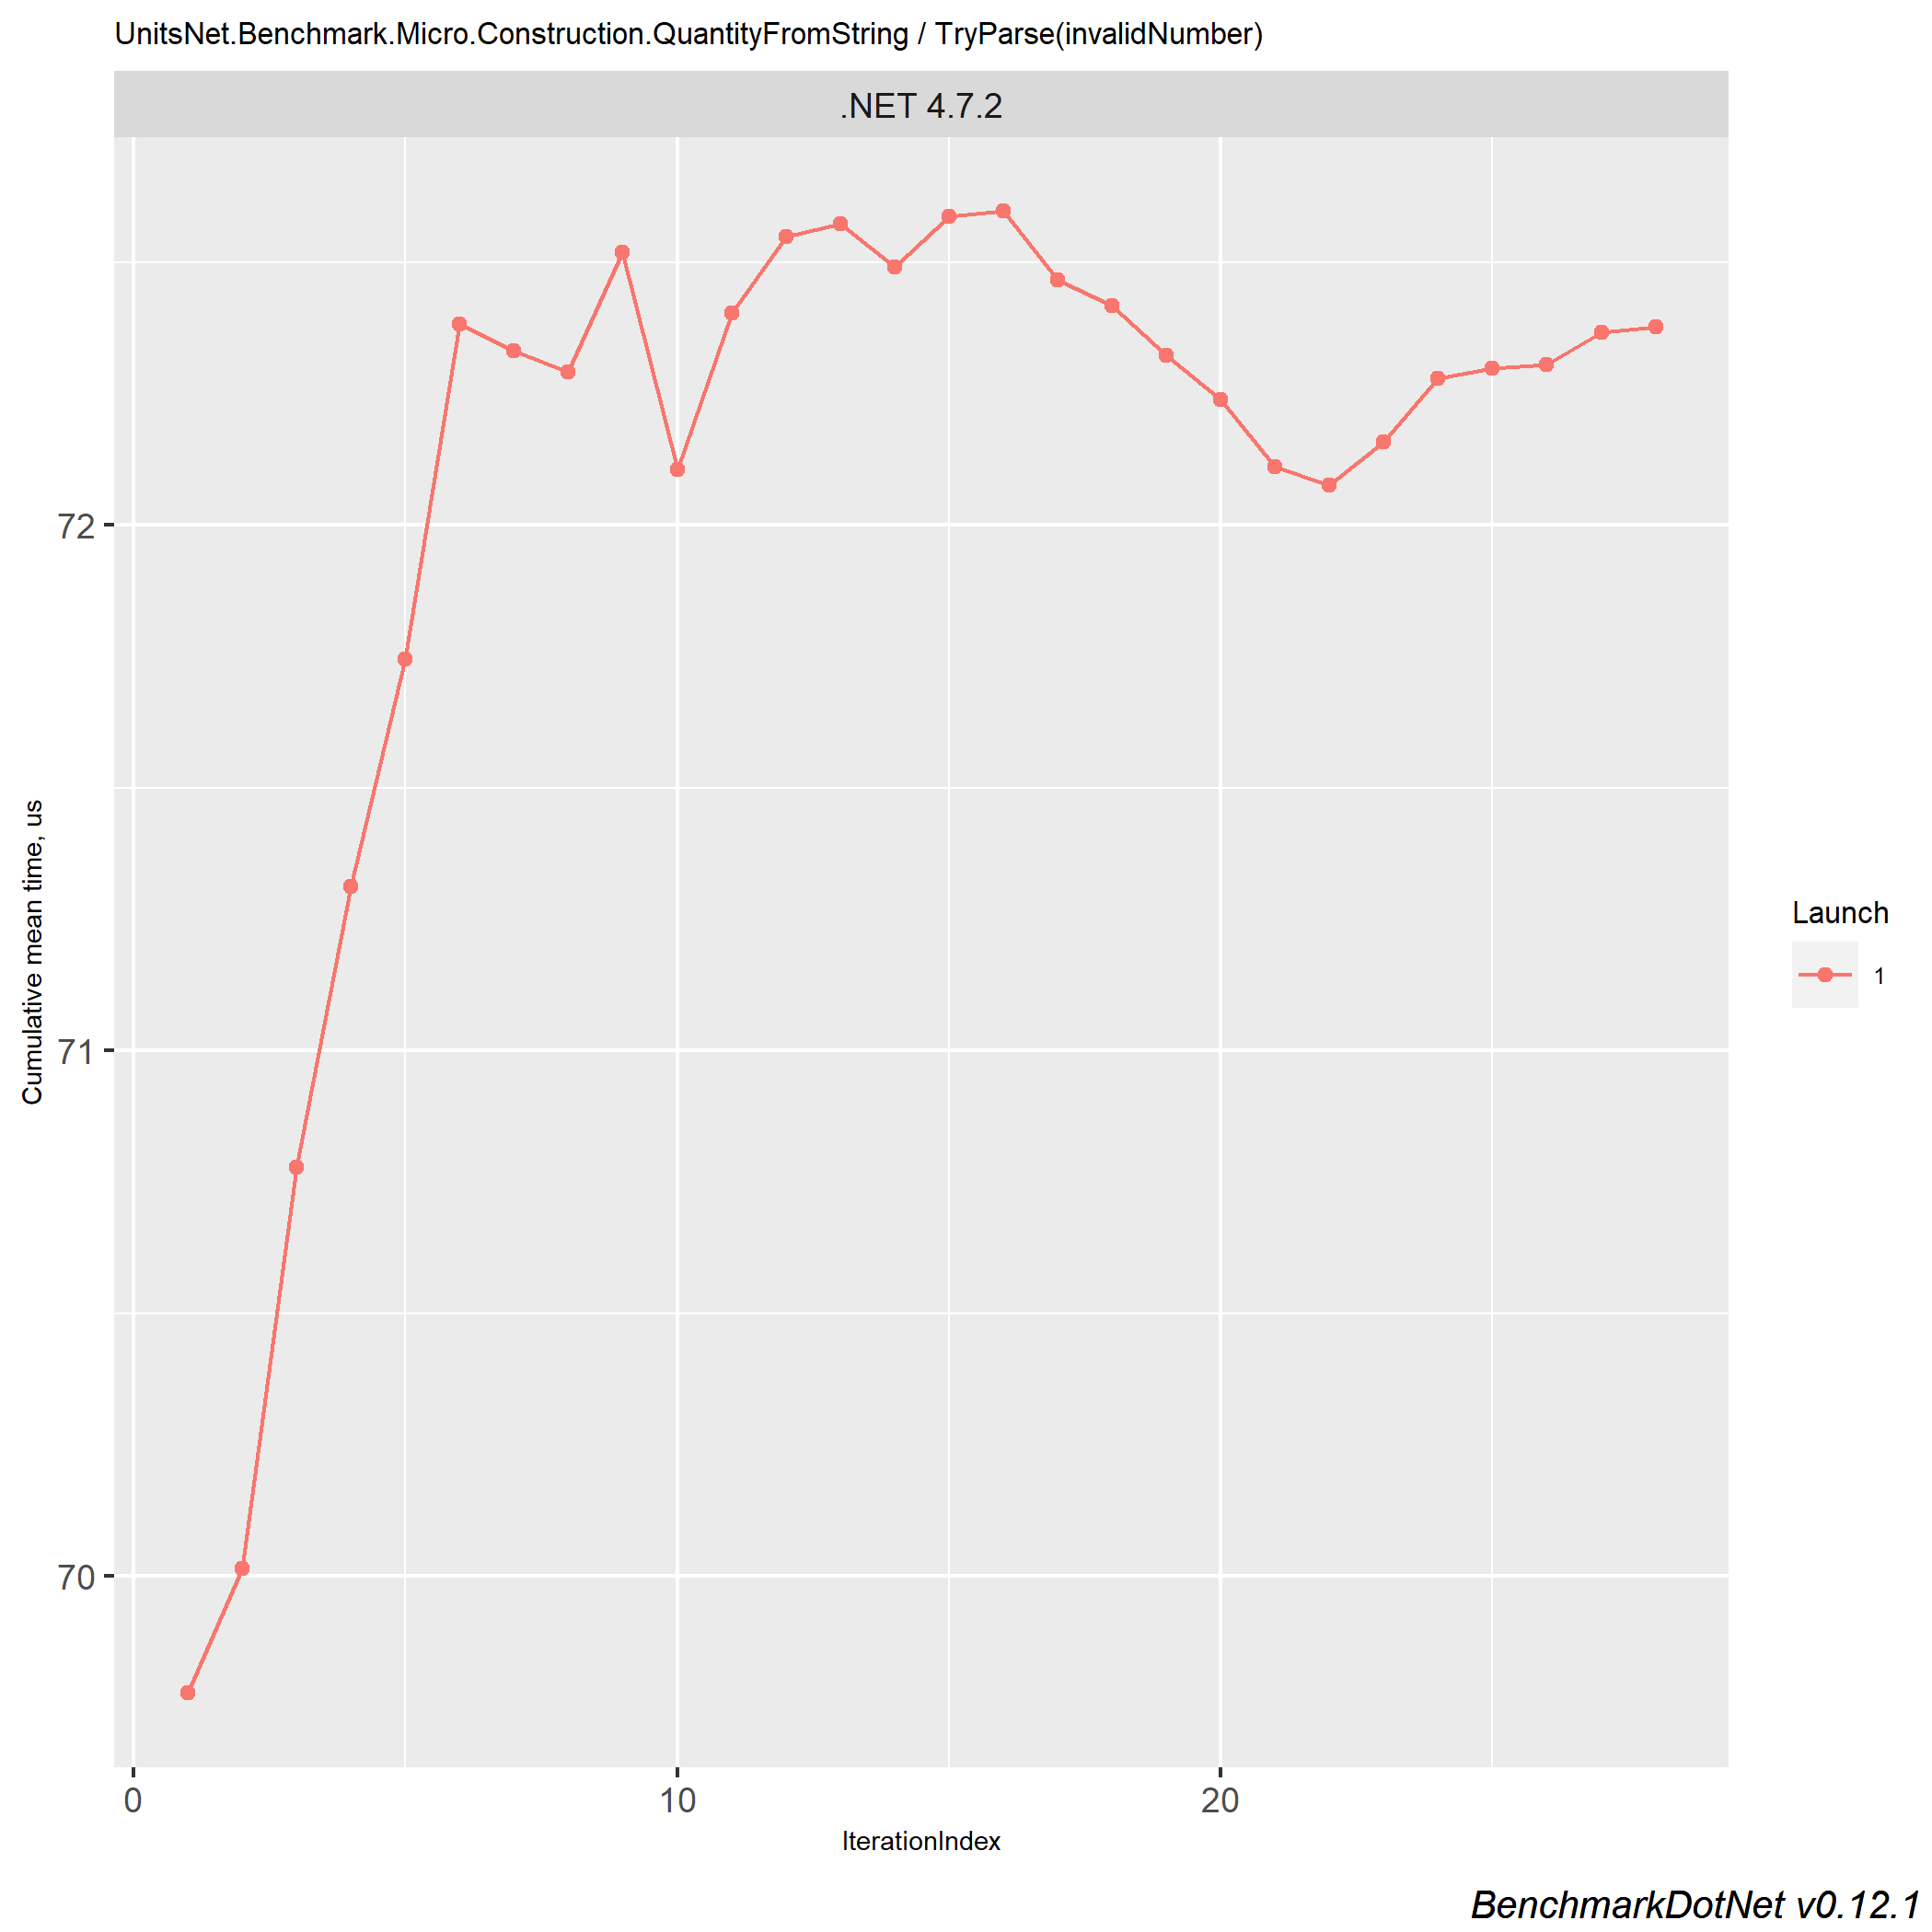 UnitsNet.Benchmark.Micro.Construction.QuantityFromString / TryParse(invalidNumber)
.NET 4.7.2
72
71
70
Cumulative mean time, us
0 10 20
IterationIndex
Launch
1
BenchmarkDotNet v0.12.1